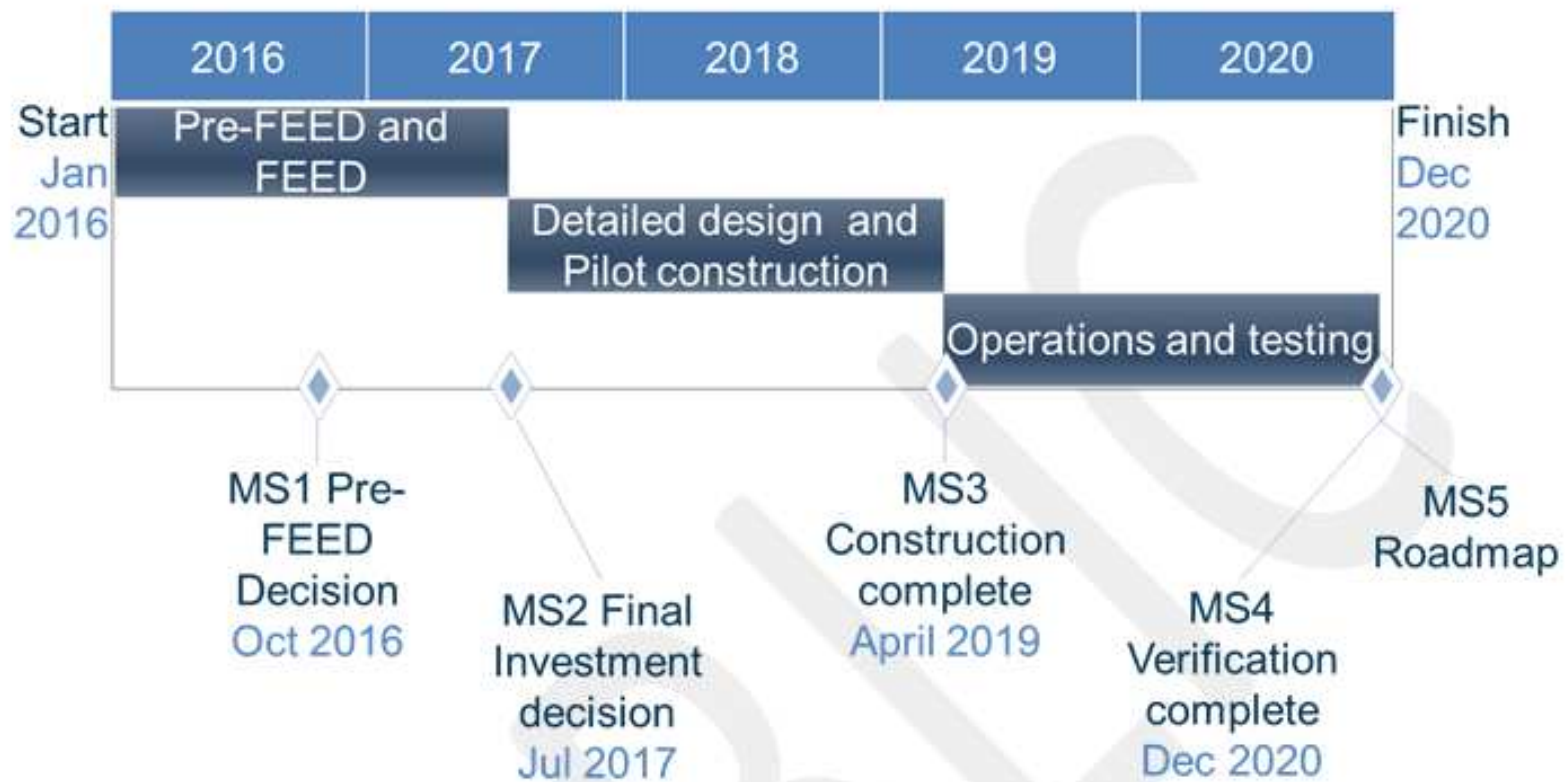 2016 2017 2018 2019 2020
Start
Jan
2016
Pre-FEED and
FEED
Finish
Dec
2020
Detailed design and
Pilot construction
Operations and testing
MS1 Pre-
FEED
Decision
Oct 2016
MS2 Final
Investment
decision
Jul 2017
MS3
Construction
complete
April 2019
MS4
Verification
complete
Dec 2020
MS5
Roadmap